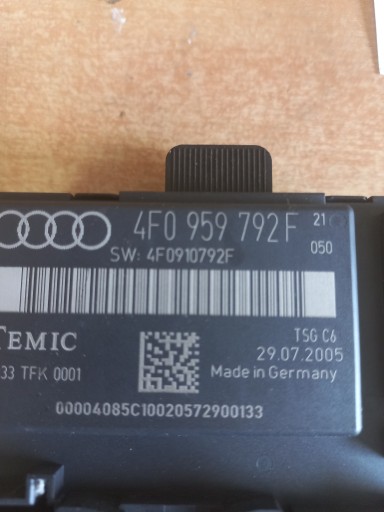 4F0 959 792F 21
050
SW: 4F0910792F
TEMIC
TSG C6
29.07.2005
33 TFK 0001
Made in Germany
00004085C10020572900133